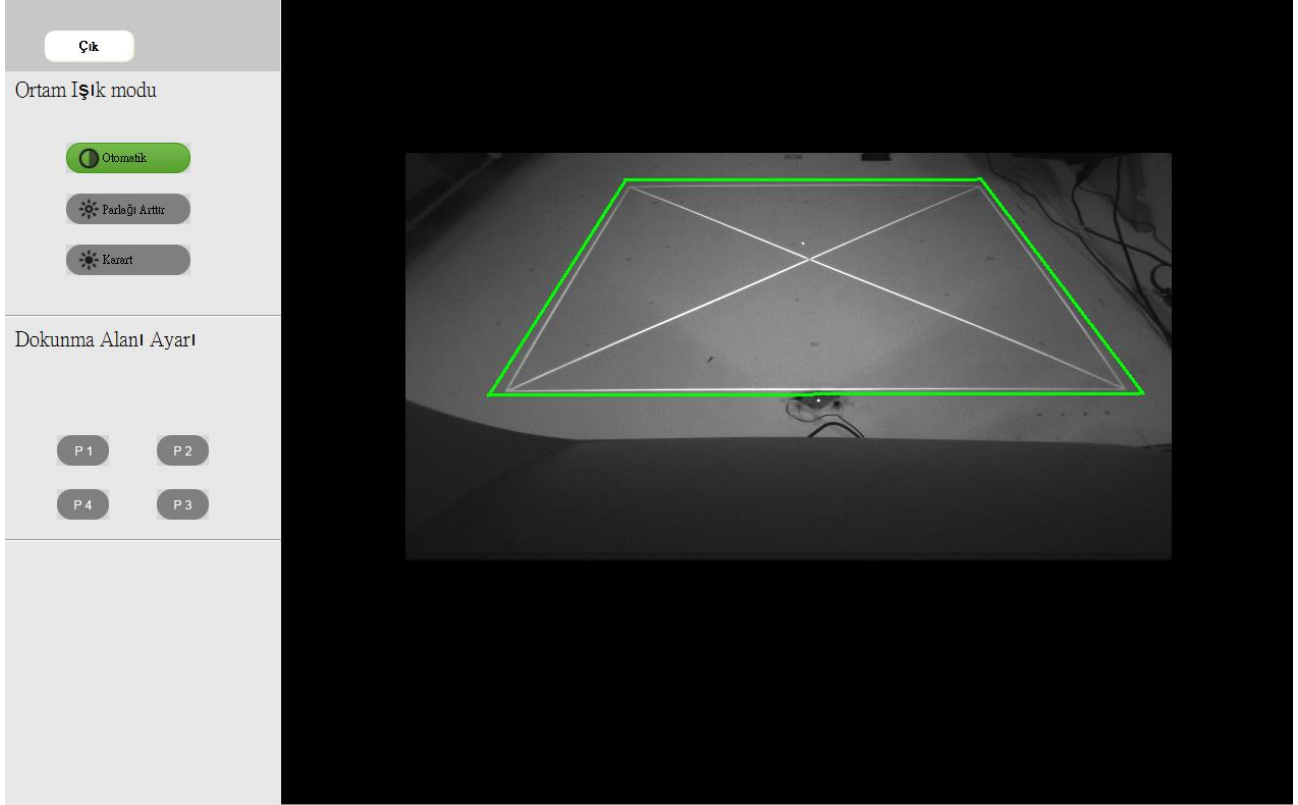 Çık
Ortam Işık modu
Otomatik
Parlağı Arttır
Karart
Dokunma Alanı Ayarı
P1 P2
P4 P3